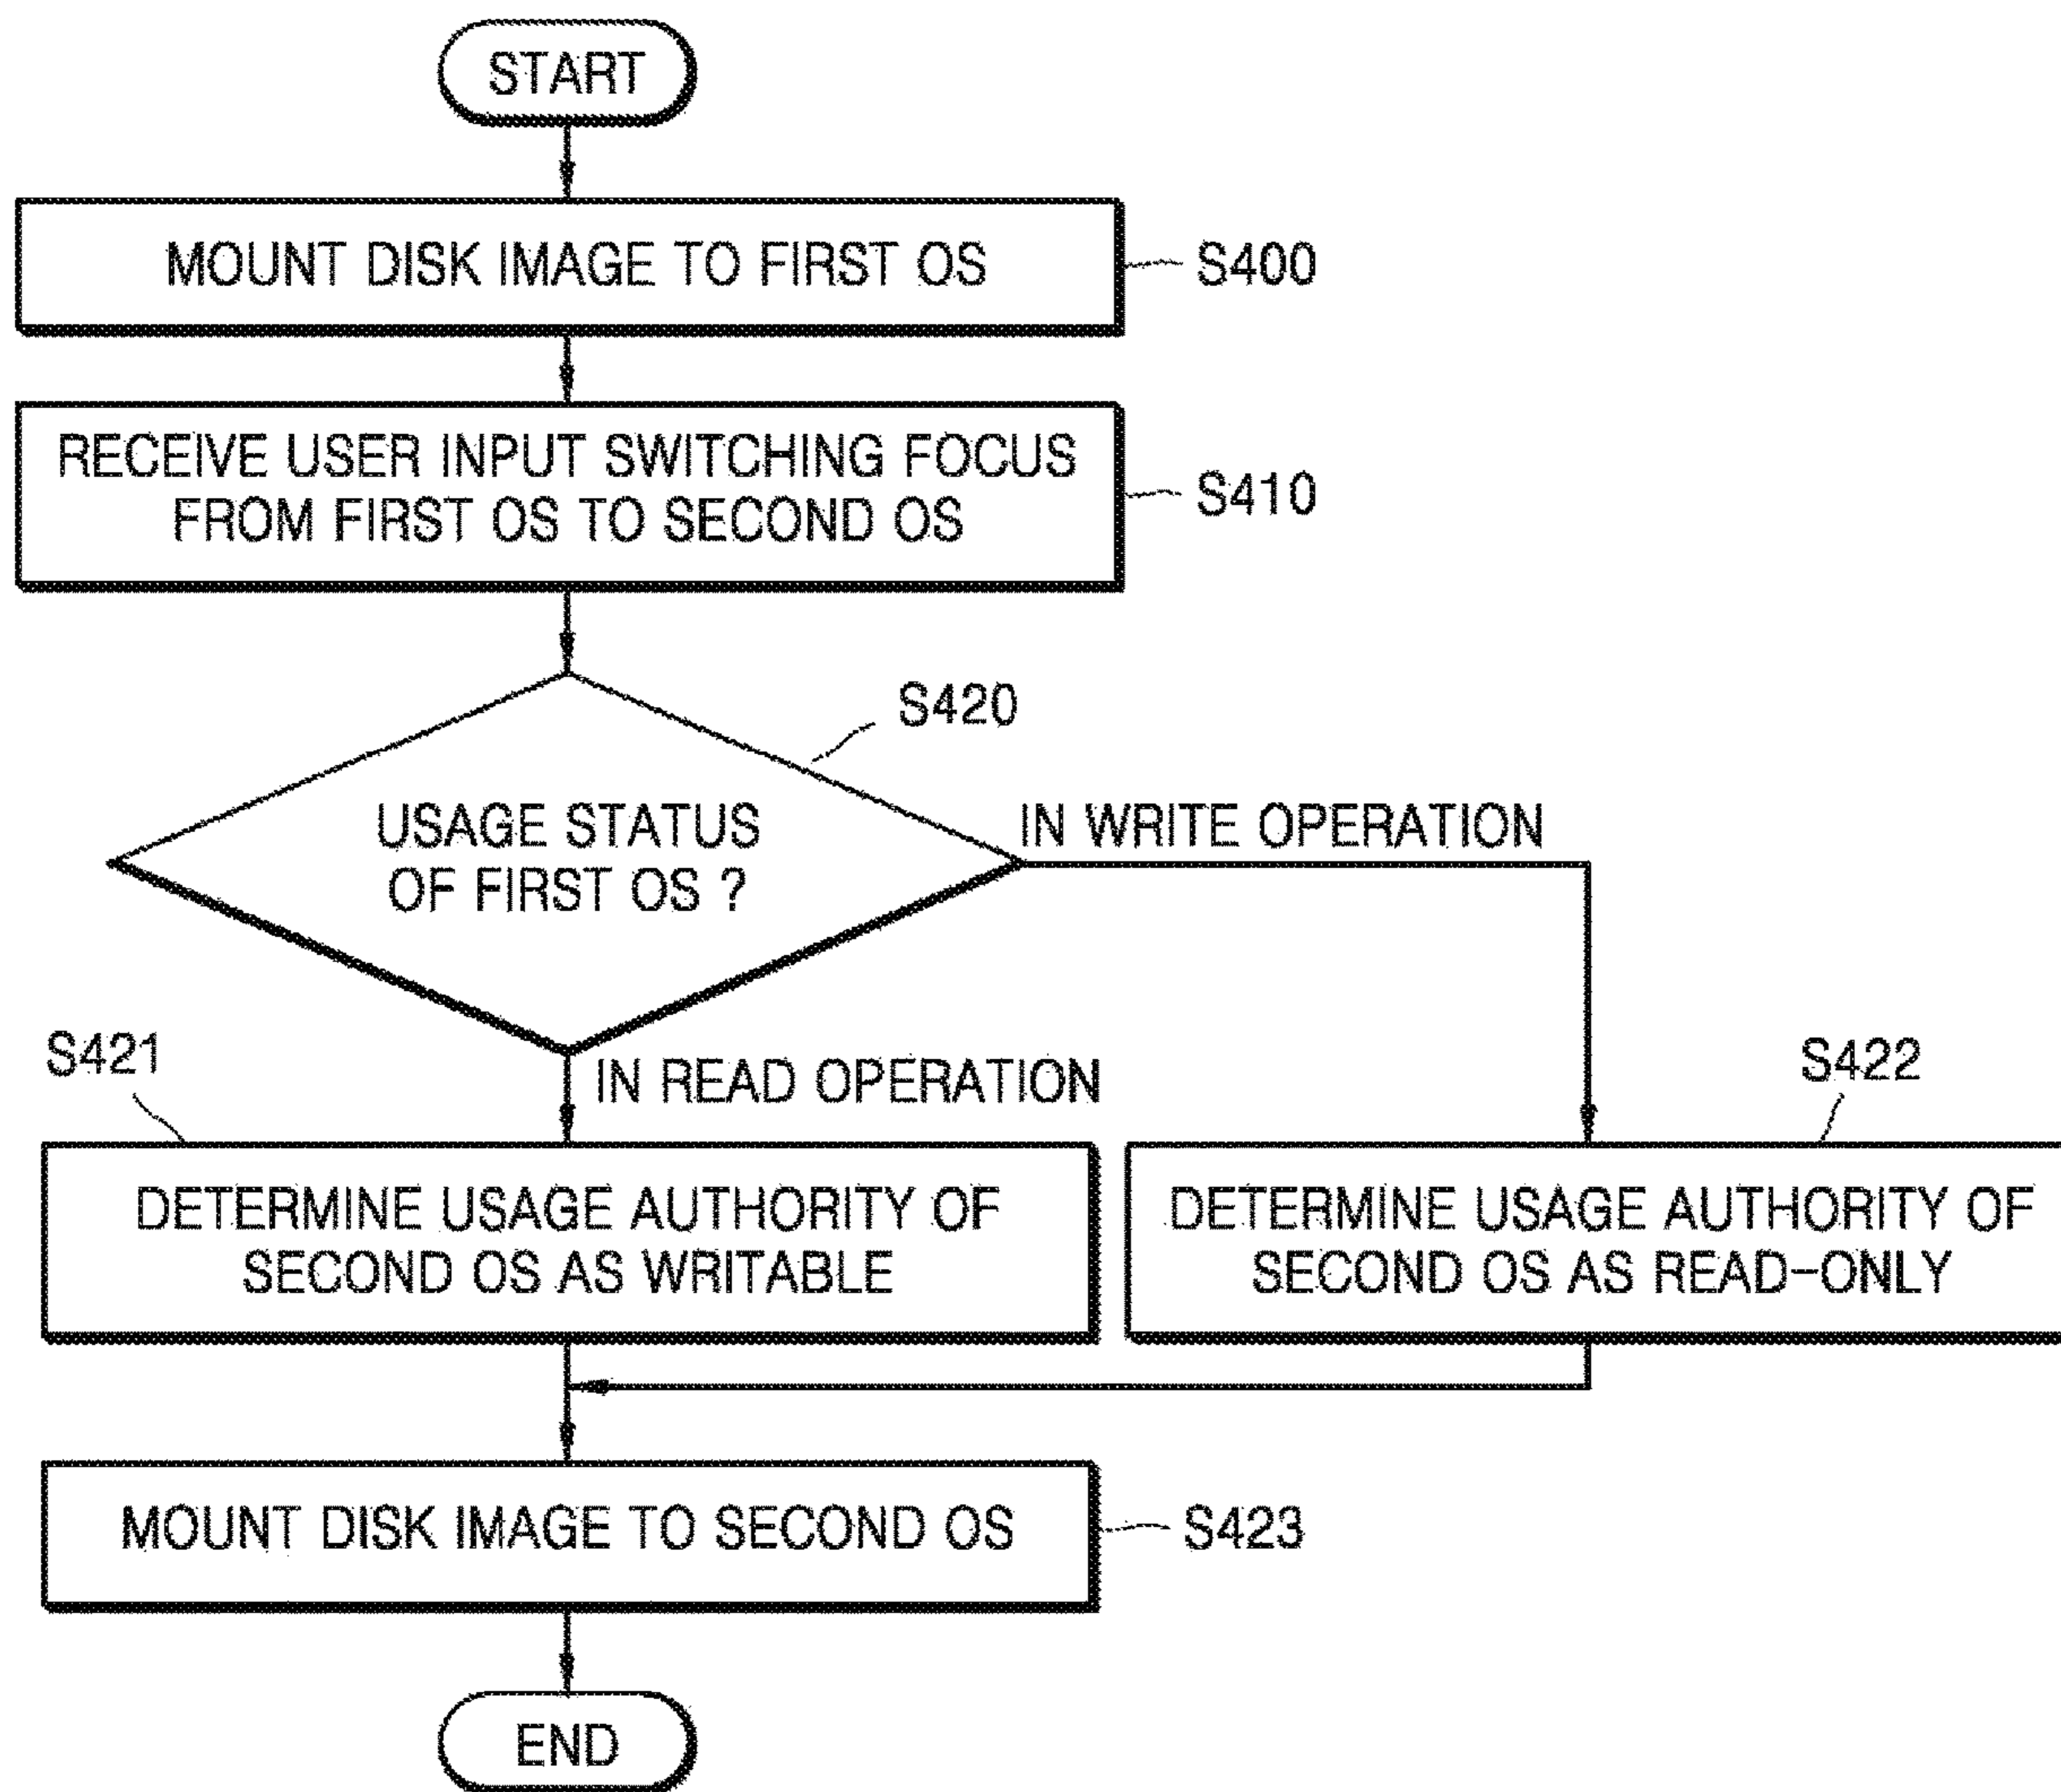 START
MOUNT DISK IMAGE TO FIRST OS
S400
RECEIVE USER INPUT SWITCHING FOCUS
FROM FIRST OS TO SECOND OS
S410
S420
USAGE STATUS
OF FIRST OS ?
IN WRITE OPERATION
IN READ OPERATION
S421
DETERMINE USAGE AUTHORITY OF
SECOND OS AS WRITABLE
S422
DETERMINE USAGE AUTHORITY OF
SECOND OS AS READ-ONLY
MOUNT DISK IMAGE TO SECOND OS
S423
END